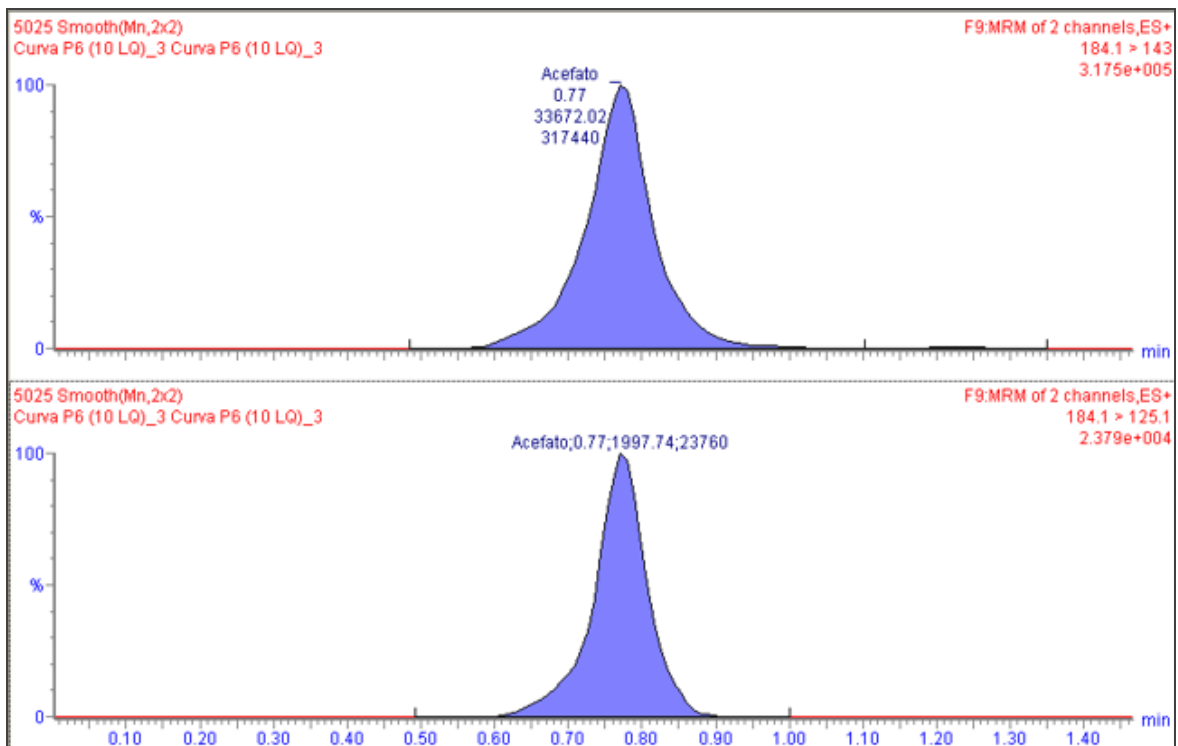 5025 Smooth(Mn,2x2)
Curva P6 (10 LQ)_3 Curva P6 (10 LQ)_3
F9:MRM of 2 channels,ES+
184.1 > 143
3.175e+005
Acefato
0.77
33672.02
317440
100
%
0
min
5025 Smooth(Mn,2x2)
Curva P6 (10 LQ)_3 Curva P6 (10 LQ)_3
F9:MRM of 2 channels,ES+
184.1 > 125.1
2.379e+004
Acefato;0.77;1997.74;23760
100
%
0
min
0.10 0.20 0.30 0.40 0.50 0.60 0.70 0.80 0.90 1.00 1.10 1.20 1.30 1.40